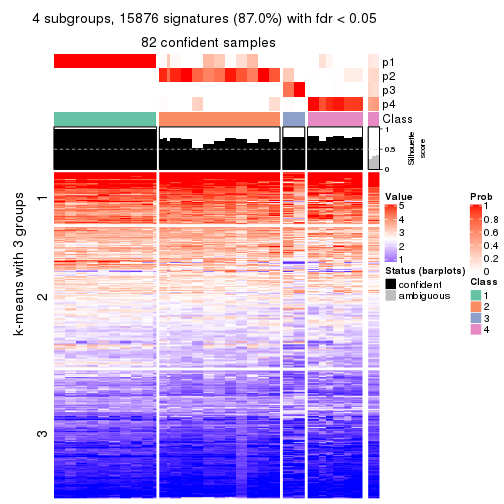 4 subgroups, 15876 signatures (87.0%) with fdr < 0.05
82 confident samples
p1
p2
p3
p4
Class
1
0.5
0
Silhouette
score
k-means with 3 groups
1
2
3
Value
5
4
3
2
1
Status (barplots)
confident
ambiguous
Prob
1
0.8
0.6
0.4
0.2
0
Class
1
2
3
4